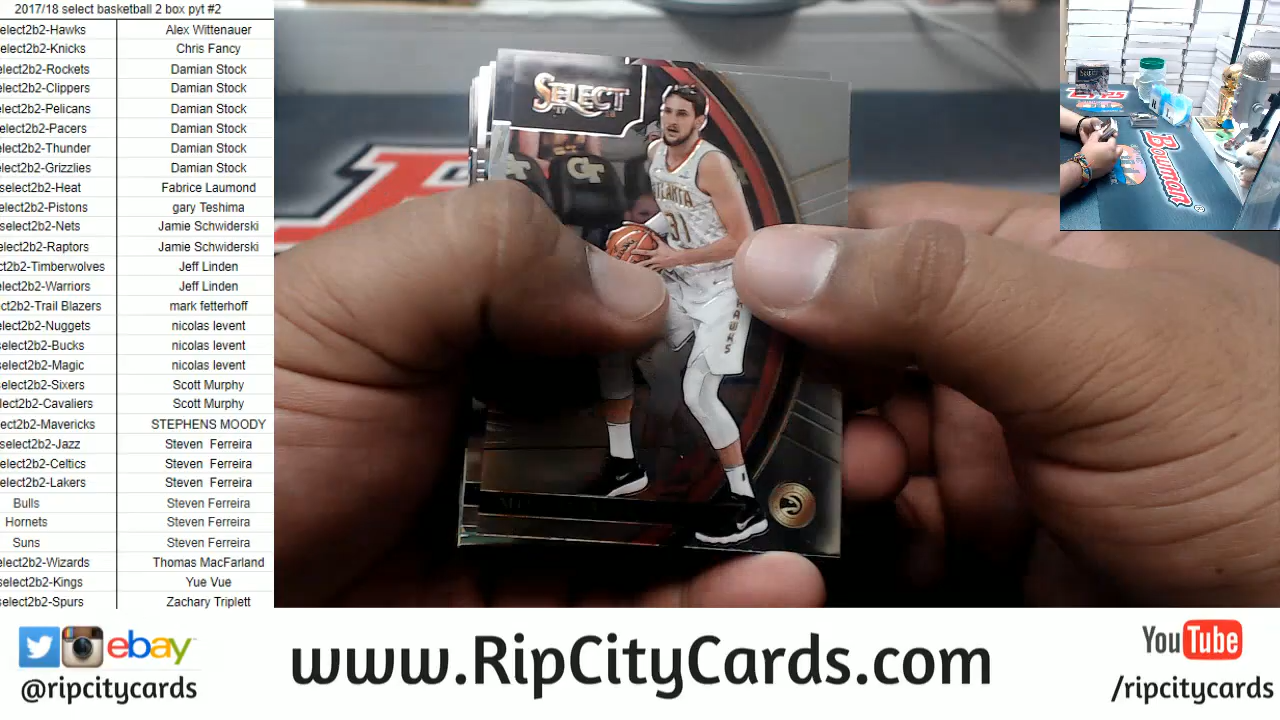 2017/18 select basketball 2 box pyt #2
elect2b2-Hawks Alex Wittenauer
elect2b2-Knicks Chris Fancy
elect2b2-Rockets Damian Stock
elect2b2-Clippers Damian Stock
elect2b2-Pelicans Damian Stock
elect2b2-Pacers Damian Stock
elect2b2-Thunder Damian Stock
elect2b2-Grizzlies Damian Stock
select2b2-Heat Fabrice Laumond
elect2b2-Pistons gary Teshima
select2b2-Nets Jamie Schwiderski
elect2b2-Raptors Jamie Schwiderski
ct2b2-Timberwolves Jeff Linden
elect2b2-Warriors Jeff Linden
ct2b2-Trail Blazers mark fetterhoff
elect2b2-Nuggets nicolas levent
elect2b2-Bucks nicolas levent
elect2b2-Magic nicolas levent
elect2b2-Sixers Scott Murphy
lect2b2-Cavaliers Scott Murphy
ect2b2-Mavericks STEPHENS MOODY
select2b2-Jazz Steven Ferreira
elect2b2-Celtics Steven Ferreira
elect2b2-Lakers Steven Ferreira
Bulls Steven Ferreira
Hornets Steven Ferreira
Suns Steven Ferreira
elect2b2-Wizards Thomas MacFarland
select2b2-Kings Yue Vue
select2b2-Spurs Zachary Triplett
SELECT
GT
ATLANTA
31
HAWKS
Bowman
ebay
@ripcitycards
www.RipCityCards.com
YouTube
/ripcitycards